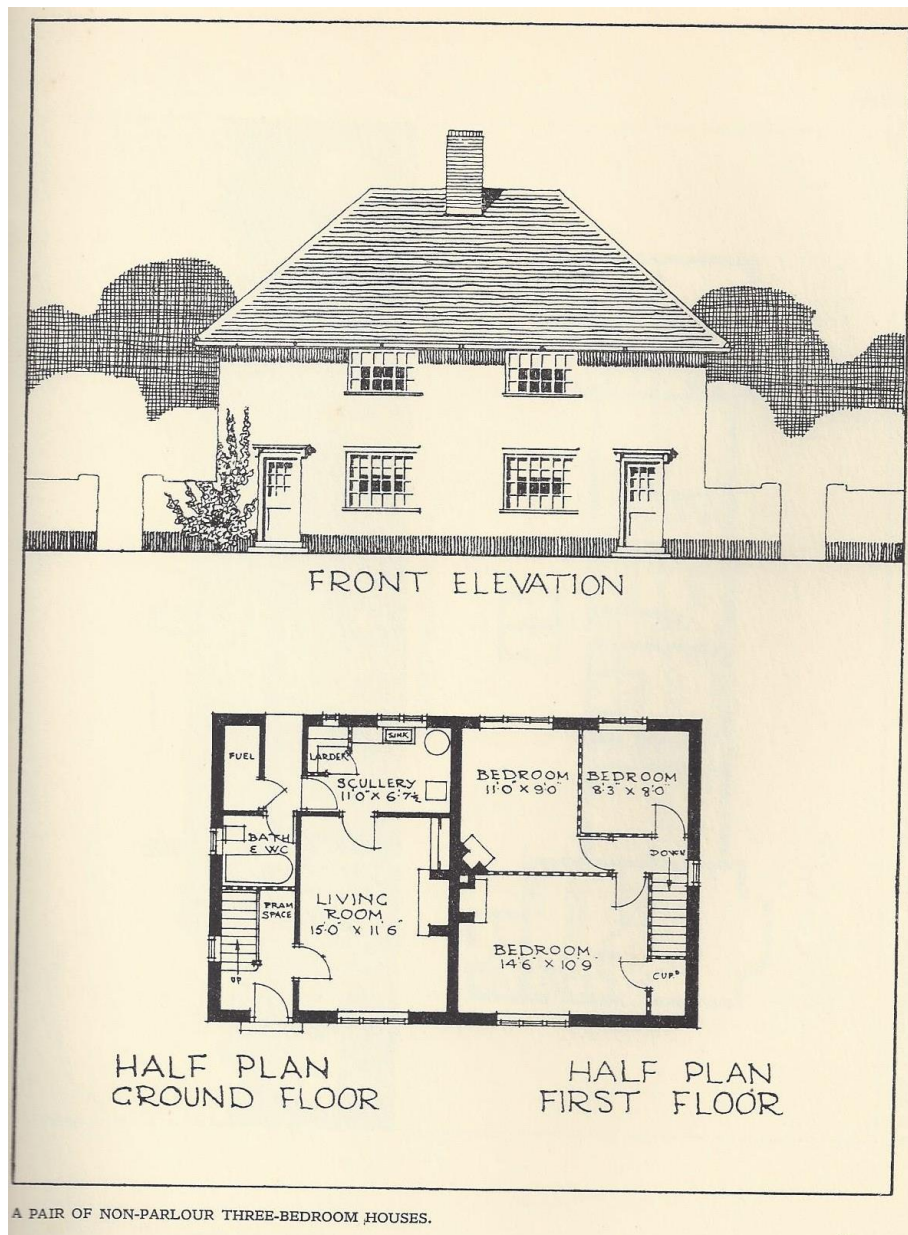 FRONT ELEVATION
FUEL
LARDER
SINK
SCULLERY
11'0" × 6'7½
BATH
& W.C
PRAM
SPACE
UP
LIVING
ROOM
15'0" × 11'6"
BEDROOM
11'0" × 9'0"
BEDROOM
8'3" × 8'0"
DOWN
BEDROOM
14'6" × 10'9
CUPD
HALF PLAN
GROUND FLOOR
HALF PLAN
FIRST FLOOR
A PAIR OF NON-PARLOUR THREE-BEDROOM HOUSES.